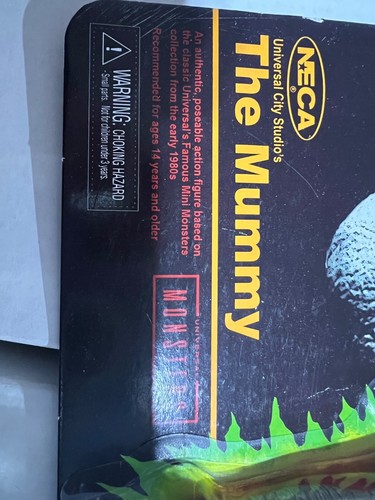 NECA
®
Universal City Studio's
The Mummy
An authentic, poseable action figure based on
the classic Universal's Famous Mini Monsters
collection from the early 1980s
Recommended for ages 14 years and older
WARNING: CHOKING HAZARD
-Small parts. Not for children under 3 years.
UNIVERSAL
MONSTERS